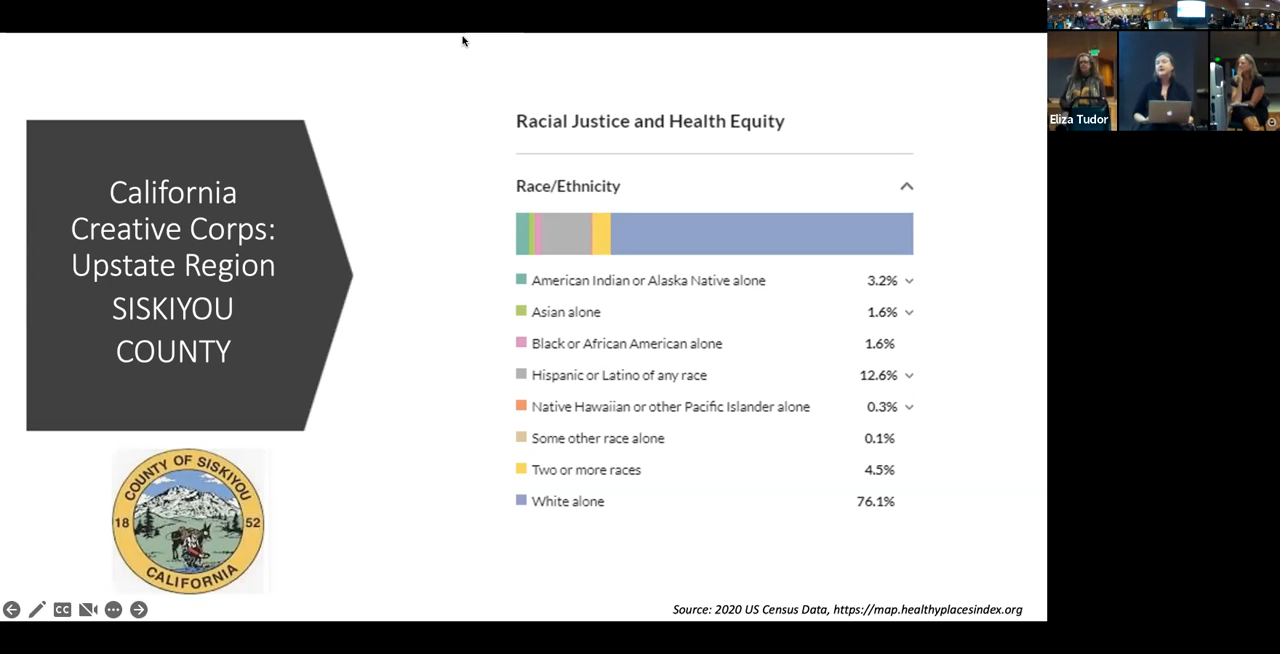 California
Creative Corps:
Upstate Region
SISKIYOU
COUNTY
COUNTY OF SISKIYOU
18 52
CALIFORNIA
Racial Justice and Health Equity
Race/Ethnicity
American Indian or Alaska Native alone 3.2%
Asian alone 1.6%
Black or African American alone 1.6%
Hispanic or Latino of any race 12.6%
Native Hawaiian or other Pacific Islander alone 0.3%
Some other race alone 0.1%
Two or more races 4.5%
White alone 76.1%
Source: 2020 US Census Data, https://map.healthyplacesindex.org
CC
Eliza Tudor